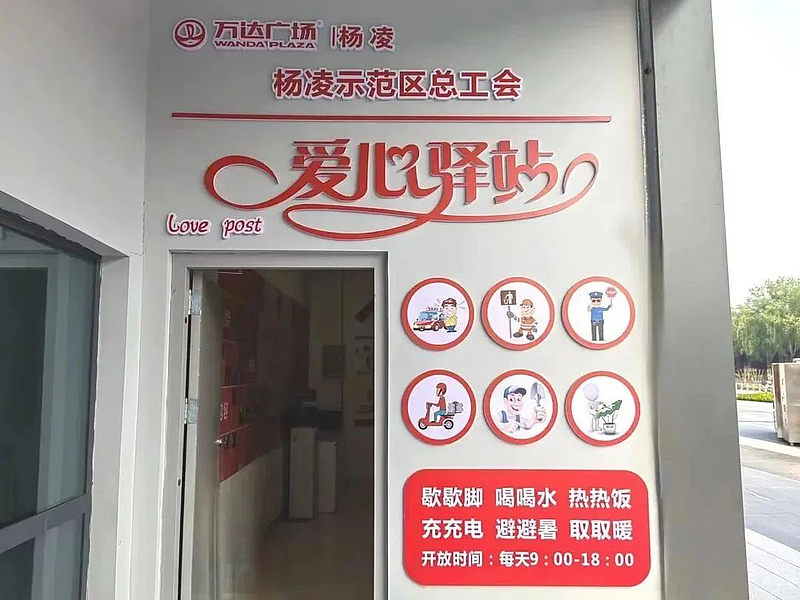 万达广场 | 杨凌
WANDA PLAZA
杨凌示范区总工会
爱心驿站
Love post
TAXI
歇歇脚 喝喝水 热热饭
充充电 避避暑 取取暖
开放时间：每天9：00-18：00